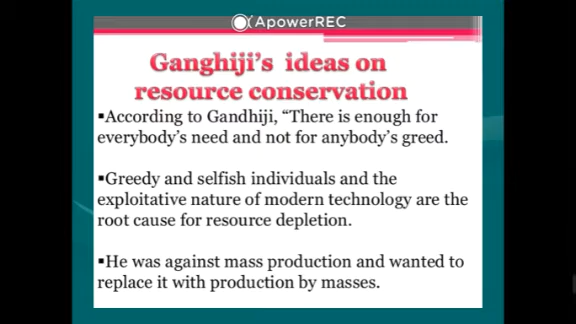 ApowerREC
Ganghiji's ideas on
resource conservation
▪According to Gandhiji, “There is enough for
everybody's need and not for anybody's greed.
▪Greedy and selfish individuals and the
exploitative nature of modern technology are the
root cause for resource depletion.
▪He was against mass production and wanted to
replace it with production by masses.